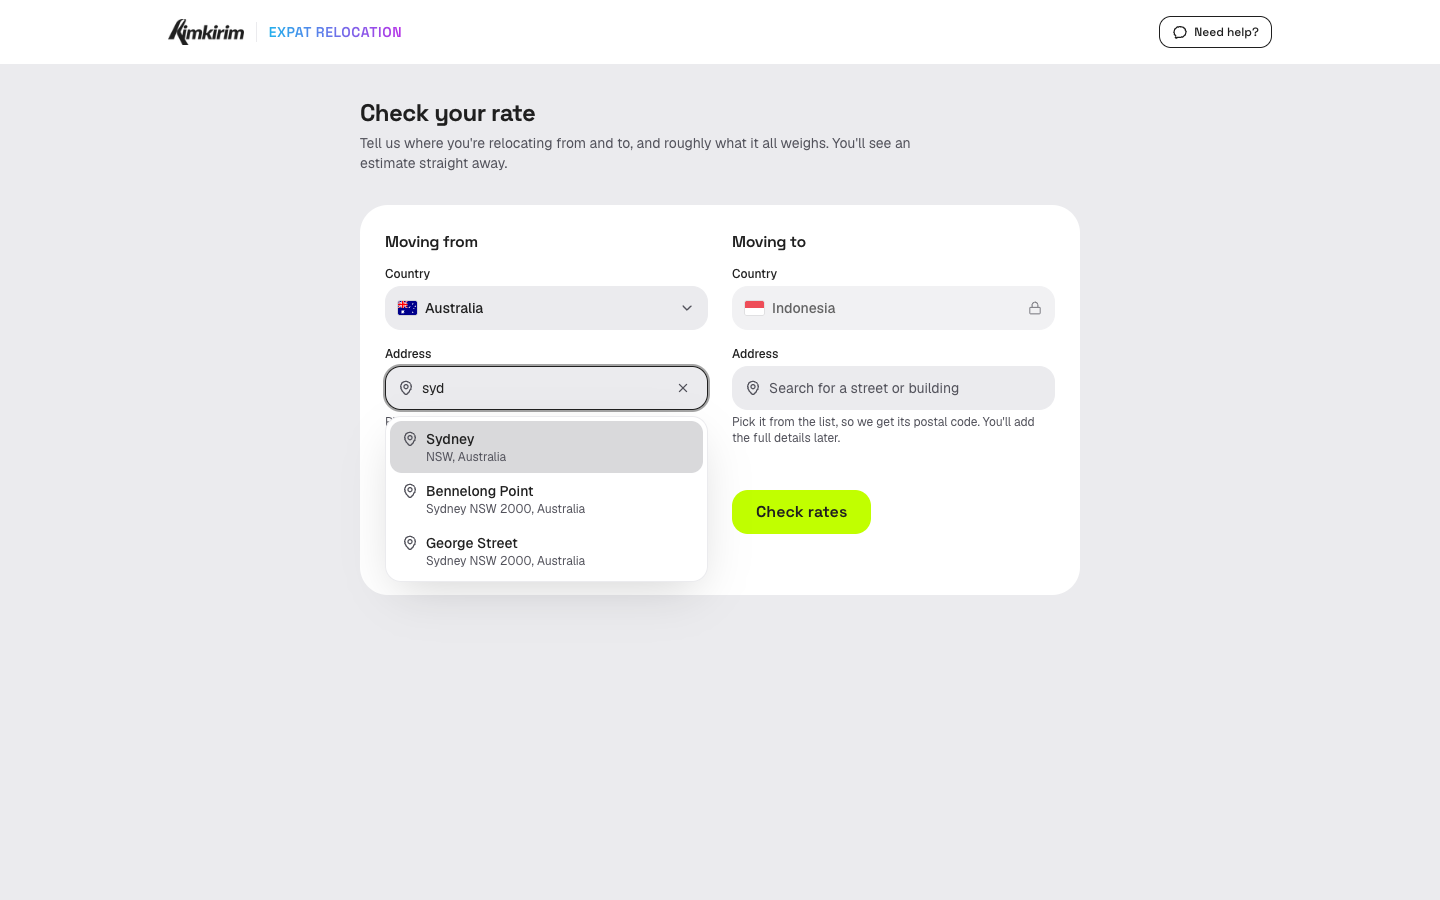 Kimkirim
EXPAT RELOCATION
Need help?
Check your rate
Tell us where you're relocating from and to, and roughly what it all weighs. You'll see an
estimate straight away.
Moving from
Country
Australia
Address
syd
Sydney
NSW, Australia
Bennelong Point
Sydney NSW 2000, Australia
George Street
Sydney NSW 2000, Australia
Moving to
Country
Indonesia
Address
Search for a street or building
Pick it from the list, so we get its postal code. You'll add
the full details later.
Check rates